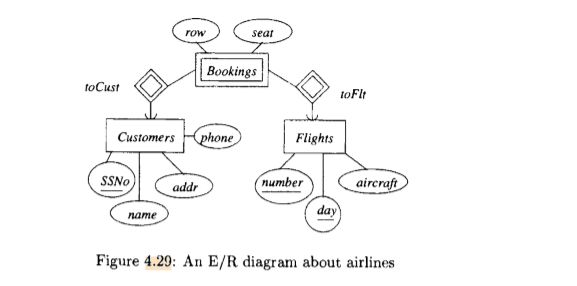 row seat
Bookings
toCust toFlt
Customers phone Flights
SSNo addr number aircraft
name day
Figure 4.29: An E/R diagram about airlines